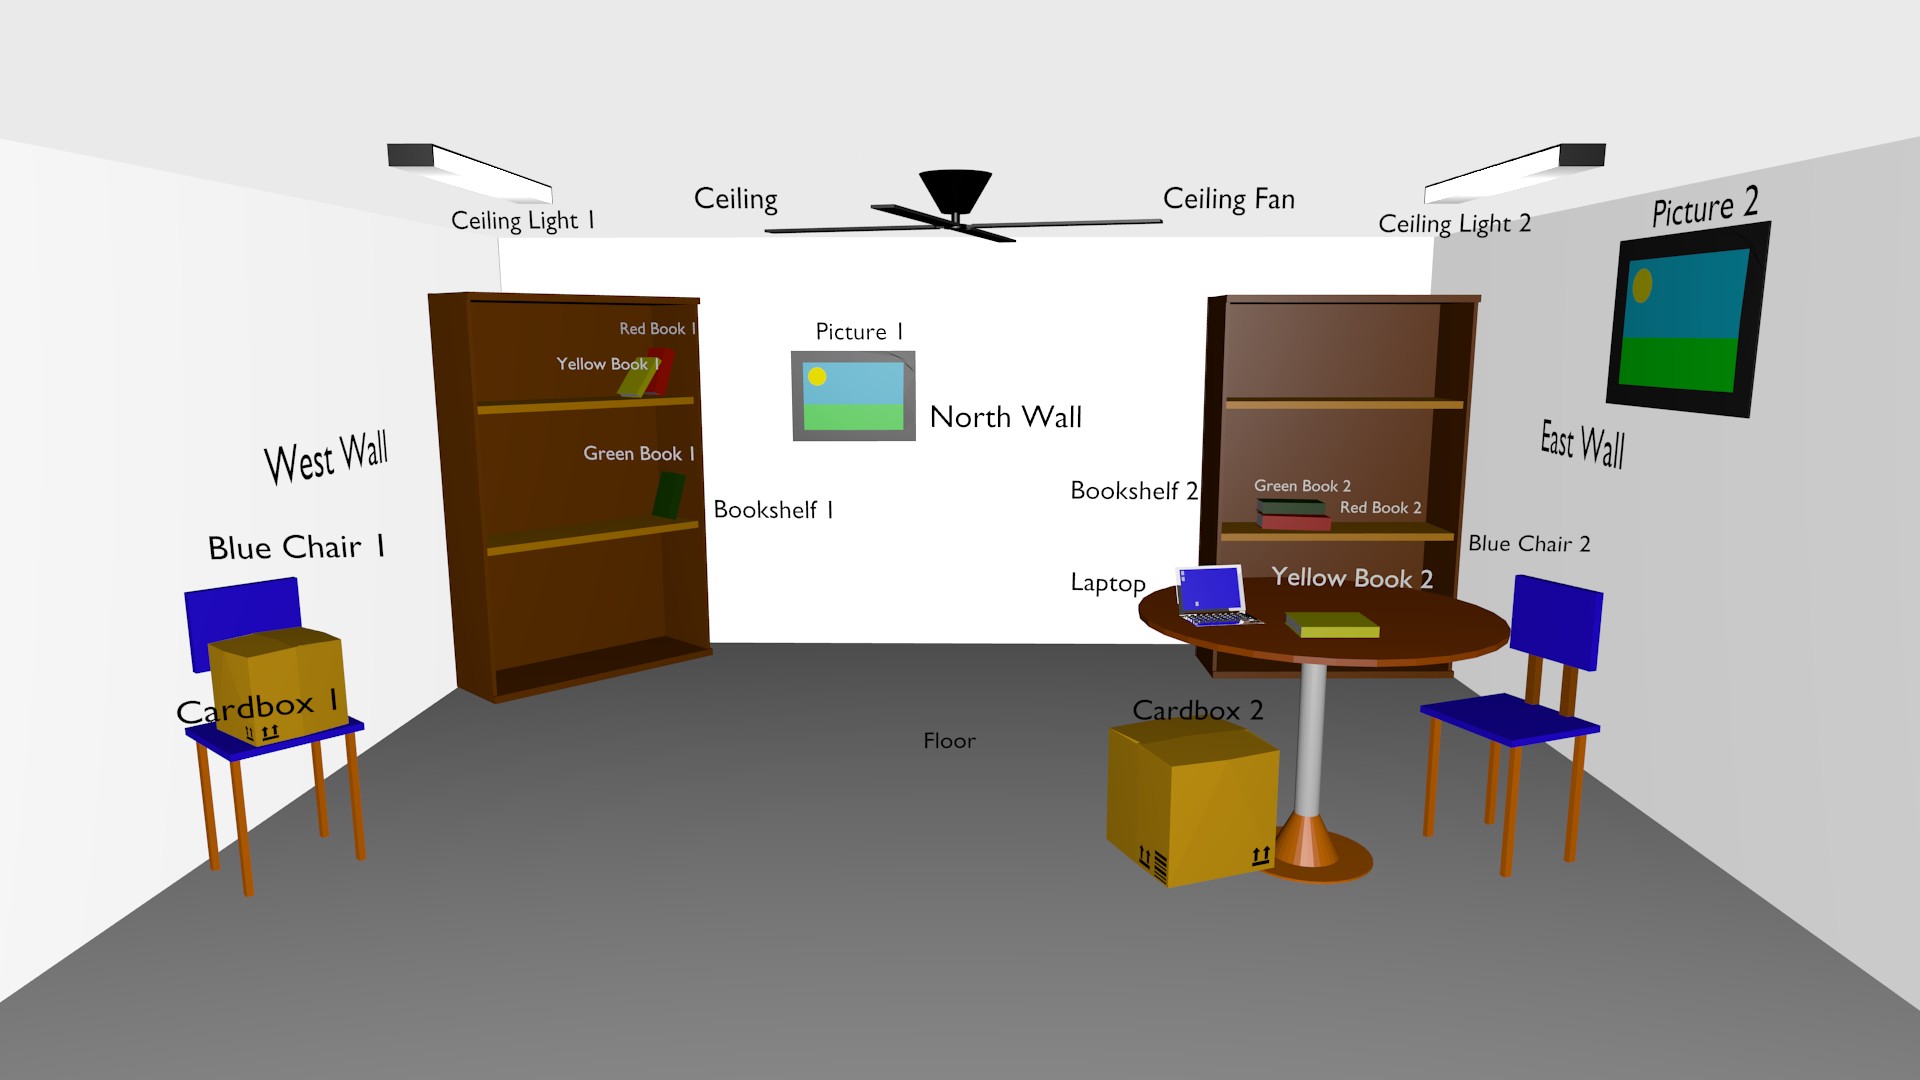 Ceiling
Ceiling Fan
Picture 2
Ceiling Light 1
Ceiling Light 2
Red Book 1
Picture 1
Yellow Book 1
North Wall
West Wall
East Wall
Green Book 1
Bookshelf 2
Green Book 2
Bookshelf 1
Red Book 2
Blue Chair 1
Blue Chair 2
Laptop
Yellow Book 2
Cardbox 1
Cardbox 2
Floor